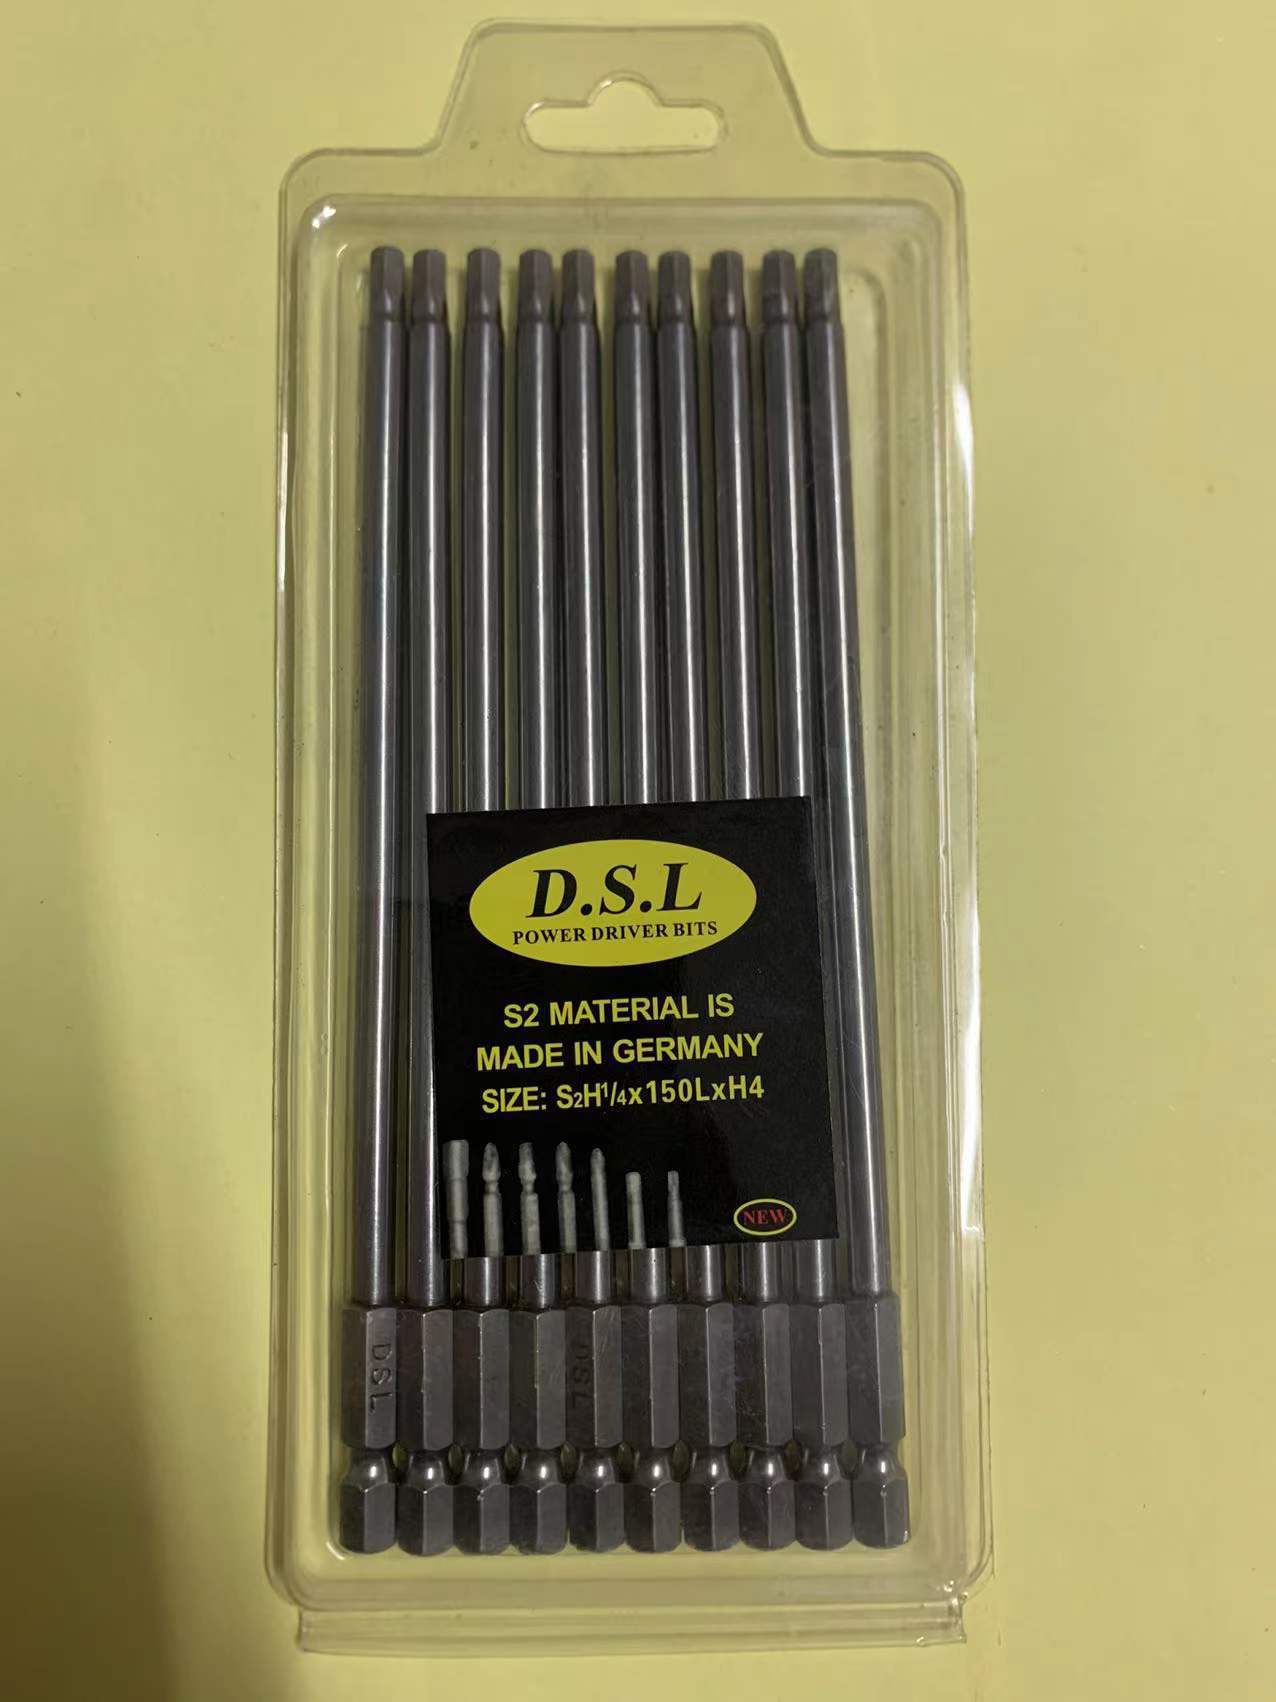 D.S.L
POWER DRIVER BITS
S2 MATERIAL IS
MADE IN GERMANY
SIZE: S2H1/4x150LxH4
NEW
DSL
DSL